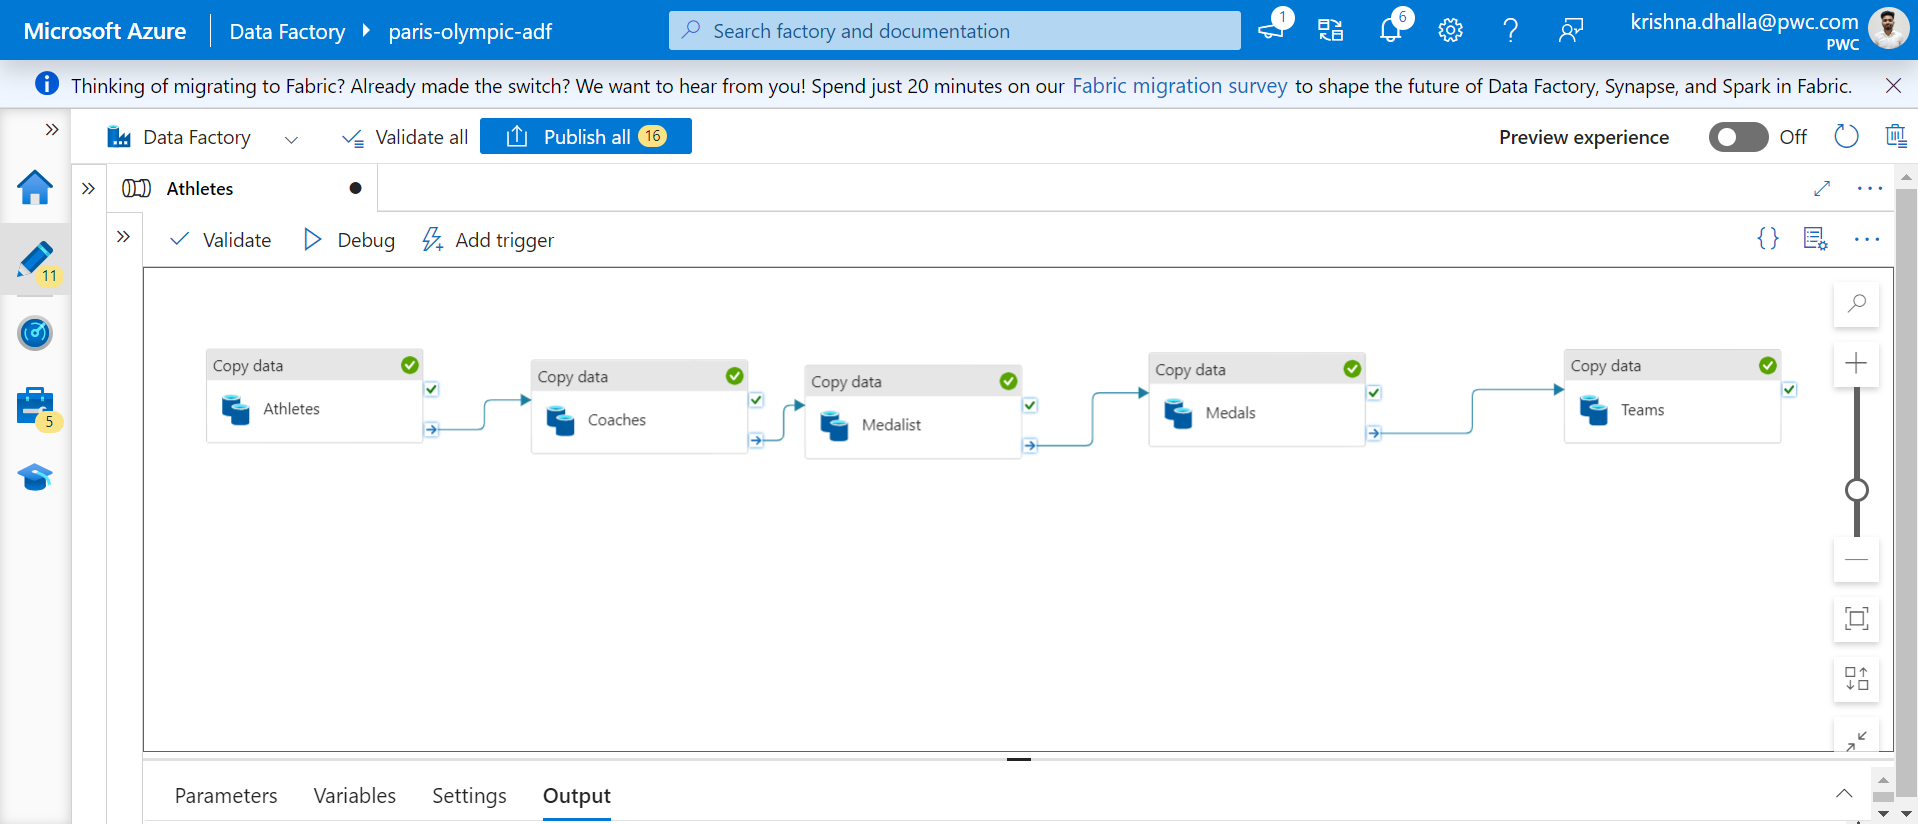 Microsoft Azure
Data Factory
paris-olympic-adf
Search factory and documentation
1
6
krishna.dhalla@pwc.com
PWC
Thinking of migrating to Fabric? Already made the switch? We want to hear from you! Spend just 20 minutes on our Fabric migration survey to shape the future of Data Factory, Synapse, and Spark in Fabric.
Data Factory
Validate all
Publish all 16
Preview experience
Off
Athletes
Validate
Debug
Add trigger
{}
11
5
Copy data
Athletes
Copy data
Coaches
Copy data
Medalist
Copy data
Medals
Copy data
Teams
Parameters
Variables
Settings
Output